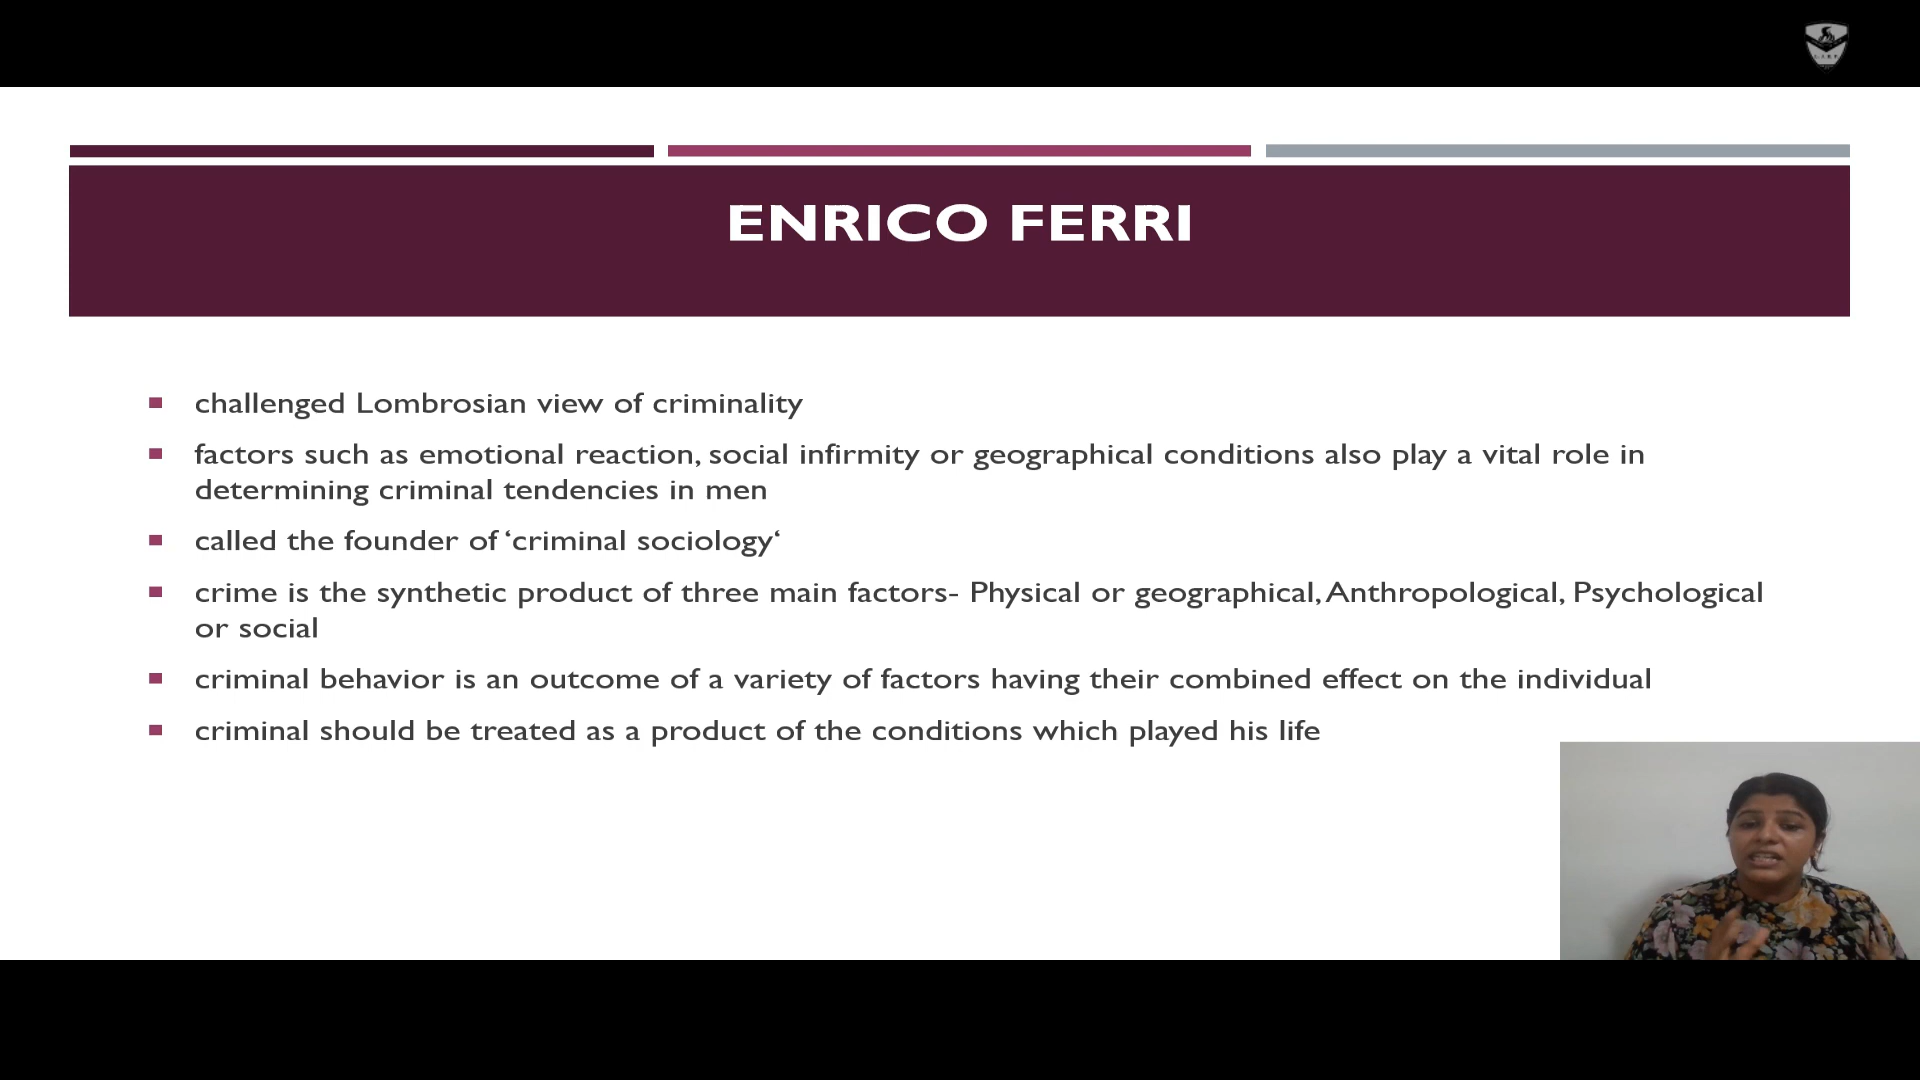 ENRICO FERRI
challenged Lombrosian view of criminality
factors such as emotional reaction, social infirmity or geographical conditions also play a vital role in
determining criminal tendencies in men
called the founder of ‘criminal sociology‘
crime is the synthetic product of three main factors- Physical or geographical, Anthropological, Psychological
or social
criminal behavior is an outcome of a variety of factors having their combined effect on the individual
criminal should be treated as a product of the conditions which played his life